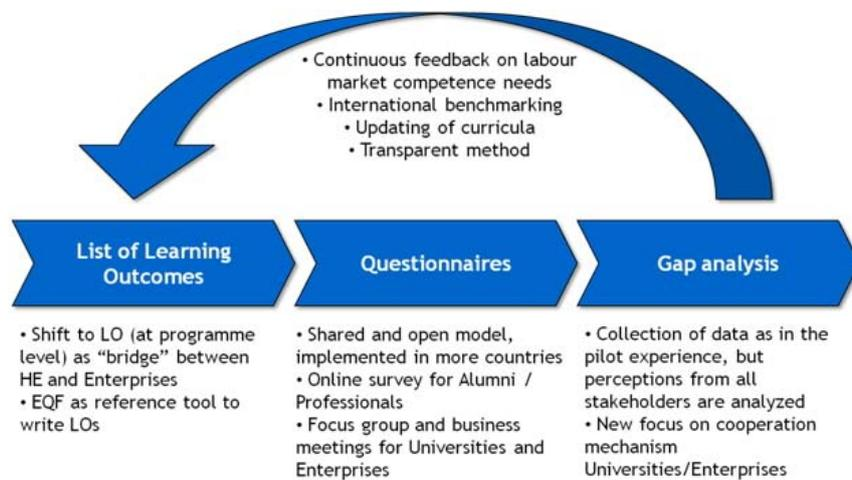 • Continuous feedback on labour
market competence needs
• International benchmarking
• Updating of curricula
• Transparent method
List of Learning
Outcomes
Questionnaires
Gap analysis
• Shift to LO (at programme
level) as “bridge” between
HE and Enterprises
• EQF as reference tool to
write LOs
• Shared and open model,
implemented in more countries
• Online survey for Alumni /
Professionals
• Focus group and business
meetings for Universities and
Enterprises
• Collection of data as in the
pilot experience, but
perceptions from all
stakeholders are analyzed
• New focus on cooperation
mechanism
Universities/Enterprises